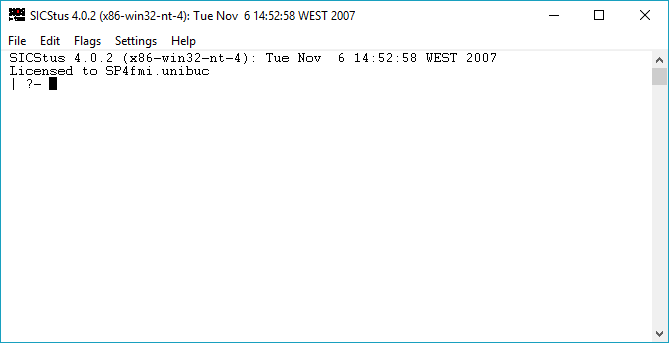 SICStus 4.0.2 (x86-win32-nt-4): Tue Nov  6 14:52:58 WEST 2007
File Edit Flags Settings Help
SICStus 4.0.2 (x86-win32-nt-4): Tue Nov  6 14:52:58 WEST 2007
Licensed to SP4fmi.unibuc
| ?-